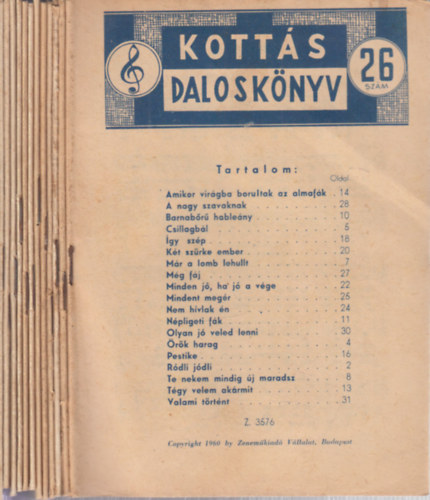 KOTTÁS
DALOSKÖNYV
26
SZÁM
Tartalom:
Oldal
Amikor virágba borultak az almafák . 14
A nagy szavaknak . . . . . . . . 28
Barnabőrű hableány . . . . . . . 10
Csillagbál . . . . . . . . . . 5
Így szép . . . . . . . . . . 18
Két szürke ember . . . . . . . . 20
Már a lomb lehullt . . . . . . . 7
Még fáj . . . . . . . . . . 27
Minden jó, ha jó a vége . . . . . 22
Mindent megér . . . . . . . . 25
Nem hívlak én . . . . . . . . 24
Népligeti fák . . . . . . . . . 11
Olyan jó veled lenni . . . . . . . 30
Örök harag . . . . . . . . . 4
Pestike . . . . . . . . . . . 16
Ródli jódli . . . . . . . . . . 2
Te nekem mindig új maradsz . . . . 8
Tégy velem akármit . . . . . . . 13
Valami történt . . . . . . . . . 31
Z. 3576
Copyright 1960 by Zeneműkiadó Vállalat, Budapest